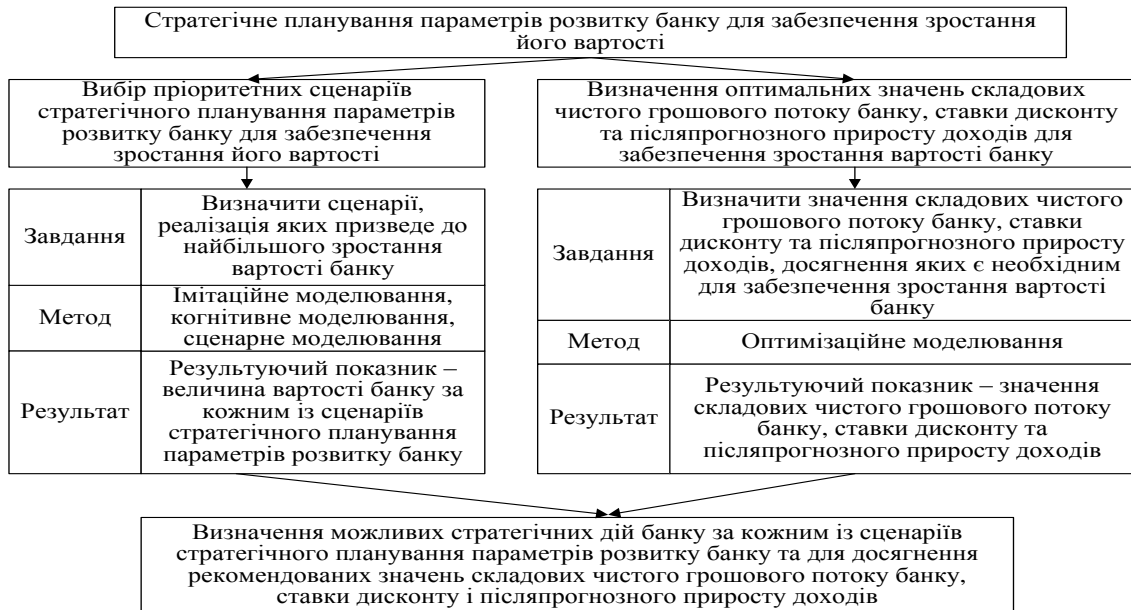 Стратегічне планування параметрів розвитку банку для забезпечення зростання
його вартості
Вибір пріоритетних сценаріїв
стратегічного планування параметрів
розвитку банку для забезпечення
зростання його вартості
Визначення оптимальних значень складових
чистого грошового потоку банку, ставки дисконту
та післяпрогнозного приросту доходів для
забезпечення зростання вартості банку
Завдання
Визначити сценарії,
реалізація яких призведе до
найбільшого зростання
вартості банку
Метод
Імітаційне моделювання,
когнітивне моделювання,
сценарне моделювання
Результат
Результуючий показник –
величина вартості банку за
кожним із сценаріїв
стратегічного планування
параметрів розвитку банку
Завдання
Визначити значення складових чистого
грошового потоку банку, ставки
дисконту та післяпрогнозного приросту
доходів, досягнення яких є необхідним
для забезпечення зростання вартості
банку
Метод
Оптимізаційне моделювання
Результат
Результуючий показник – значення
складових чистого грошового потоку
банку, ставки дисконту та
післяпрогнозного приросту доходів
Визначення можливих стратегічних дій банку за кожним із сценаріїв
стратегічного планування параметрів розвитку банку та для досягнення
рекомендованих значень складових чистого грошового потоку банку,
ставки дисконту і післяпрогнозного приросту доходів